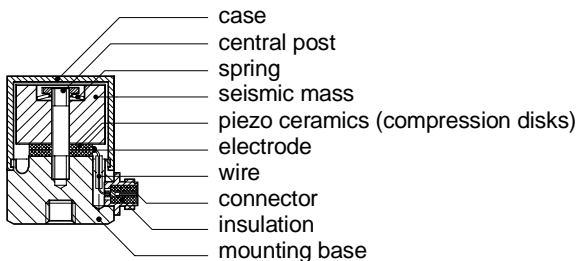 case
central post
spring
seismic mass
piezo ceramics (compression disks)
electrode
wire
connector
insulation
mounting base